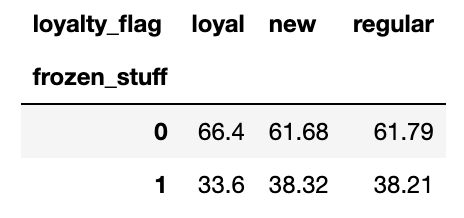 loyalty_flag loyal new regular
frozen_stuff
0 66.4 61.68 61.79
1 33.6 38.32 38.21